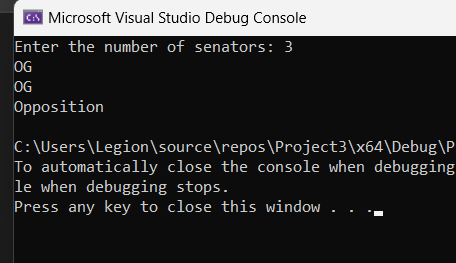 Microsoft Visual Studio Debug Console
Enter the number of senators: 3
OG
OG
Opposition
C:\Users\Legion\source\repos\Project3\x64\Debug\P
To automatically close the console when debugging
le when debugging stops.
Press any key to close this window . . .